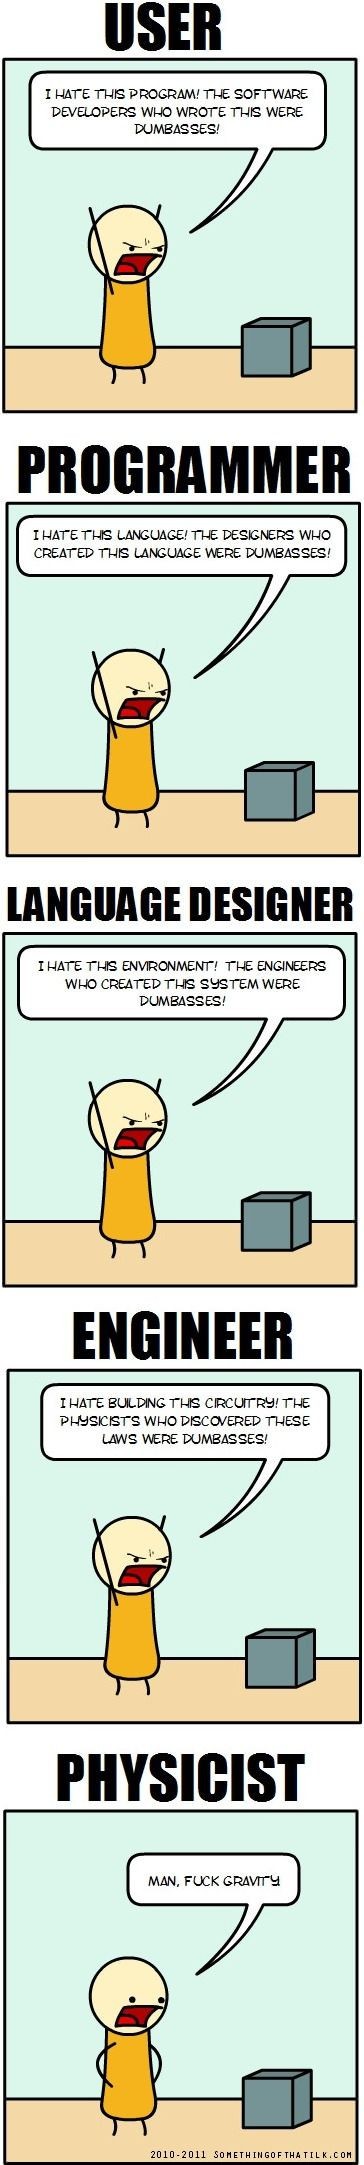 USER
I HATE THIS PROGRAM! THE SOFTWARE
DEVELOPERS WHO WROTE THIS WERE
DUMBASSES!
PROGRAMMER
I HATE THIS LANGUAGE! THE DESIGNERS WHO
CREATED THIS LANGUAGE WERE DUMBASSES!
LANGUAGE DESIGNER
I HATE THIS ENVIRONMENT! THE ENGINEERS
WHO CREATED THIS SYSTEM WERE
DUMBASSES!
ENGINEER
I HATE BUILDING THIS CIRCUITRY! THE
PHYSICISTS WHO DISCOVERED THESE
LAWS WERE DUMBASSES!
PHYSICIST
MAN, FUCK GRAVITY
2010-2011 SOMETHINGOFTHATILK.COM